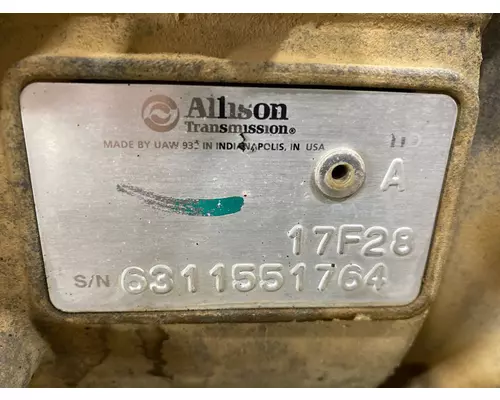 Allison
Transmission®
MADE BY UAW 933 IN INDIANAPOLIS, IN USA
A
17F28
S/N 6311551764